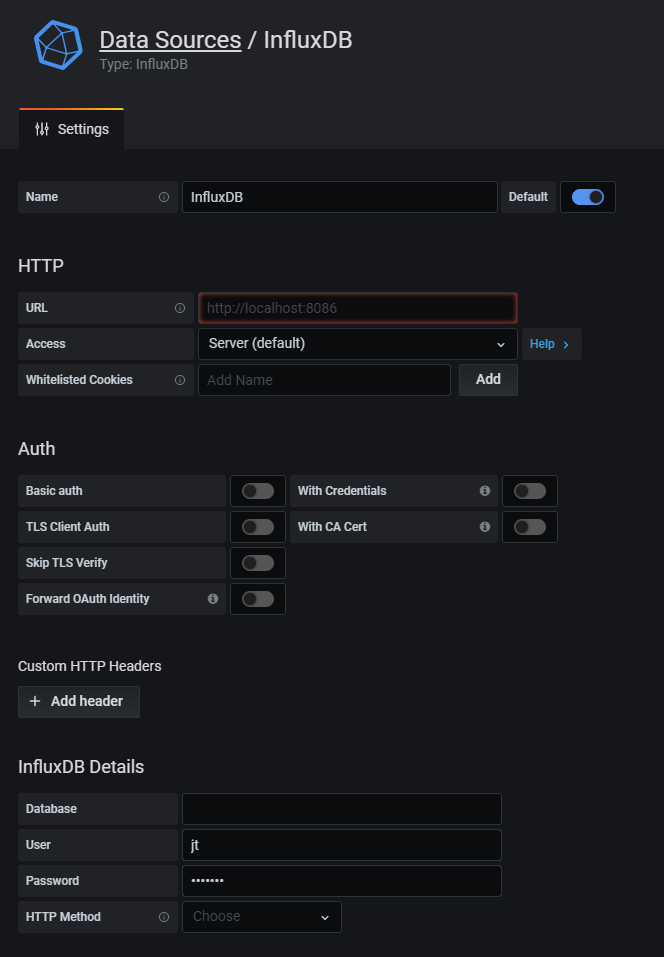 Data Sources / InfluxDB
Type: InfluxDB
Settings
Name InfluxDB Default
HTTP
URL http://localhost:8086
Access Server (default) Help
Whitelisted Cookies Add Name Add
Auth
Basic auth With Credentials
TLS Client Auth With CA Cert
Skip TLS Verify
Forward OAuth Identity
Custom HTTP Headers
+ Add header
InfluxDB Details
Database
User jt
Password •••••••
HTTP Method Choose